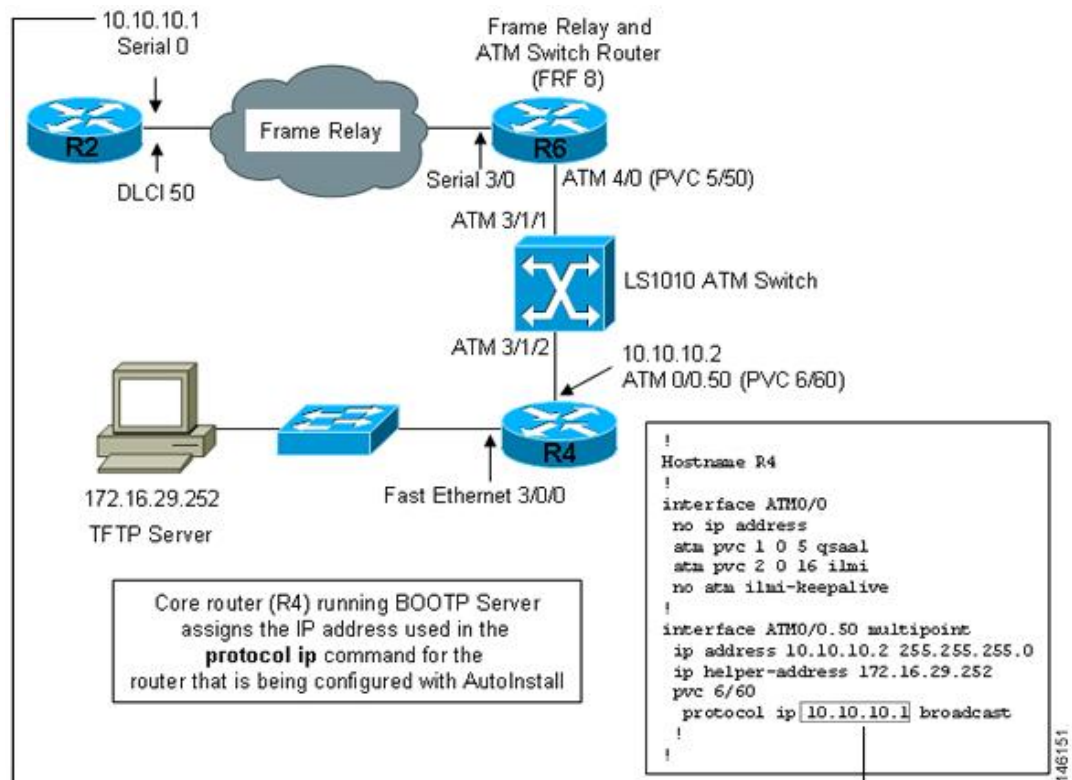 10.10.10.1
Serial 0
Frame Relay and
ATM Switch Router
(FRF 8)
R2
Frame Relay
R6
DLCI 50
Serial 3/0
ATM 4/0 (PVC 5/50)
ATM 3/1/1
LS1010 ATM Switch
ATM 3/1/2
10.10.10.2
ATM 0/0.50 (PVC 6/60)
R4
172.16.29.252
TFTP Server
Fast Ethernet 3/0/0
Core router (R4) running BOOTP Server
assigns the IP address used in the
protocol ip command for the
router that is being configured with AutoInstall
!
Hostname R4
!
interface ATM0/0
no ip address
atm pvc 1 0 5 qsaal
atm pvc 2 0 16 ilmi
no atm ilmi-keepalive
!
interface ATM0/0.50 multipoint
ip address 10.10.10.2 255.255.255.0
ip helper-address 172.16.29.252
pvc 6/60
protocol ip 10.10.10.1 broadcast
!
!
146151